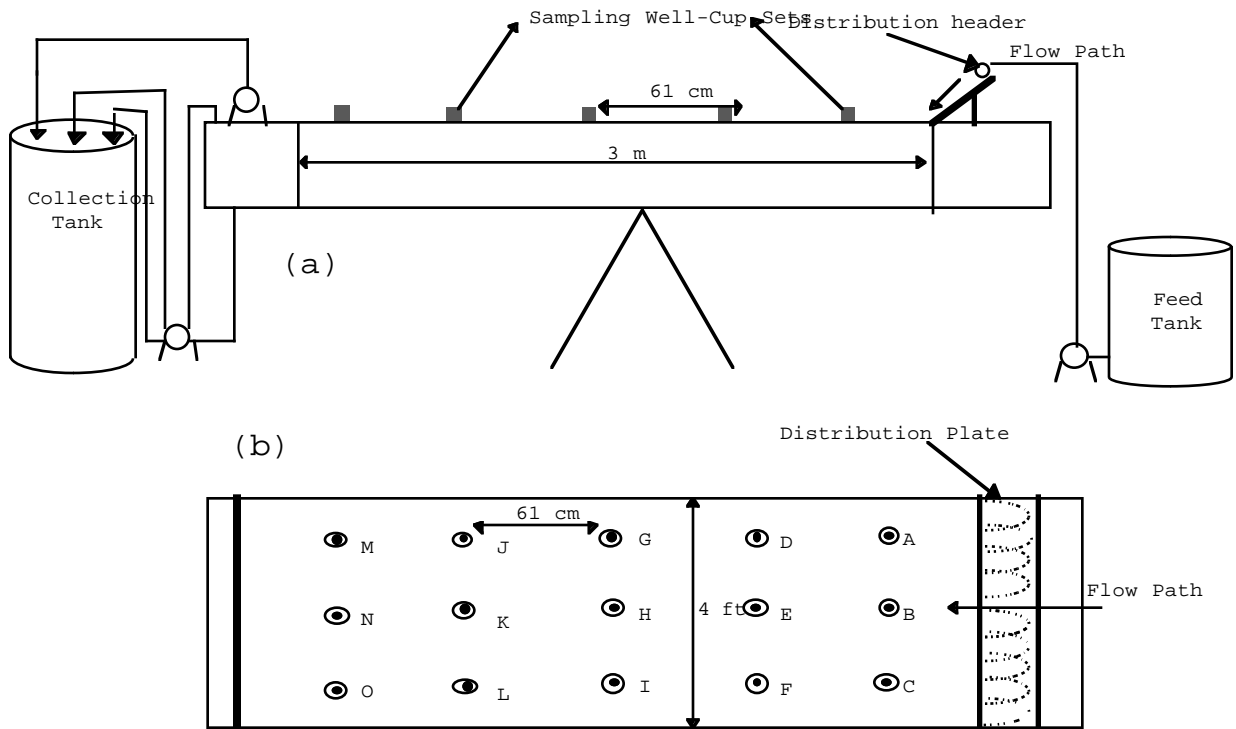 Sampling Well-Cup Sets
Distribution header
Flow Path
61 cm
3 m
Collection
Tank
(a)
Feed
Tank
(b)
Distribution Plate
61 cm
M
J
G
D
A
Flow Path
N
K
H
4 ft
E
B
O
L
I
F
C